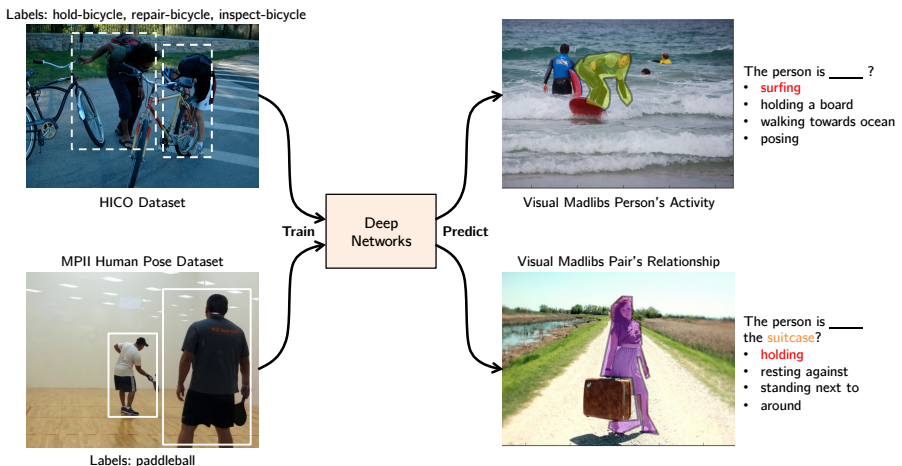 Labels: hold-bicycle, repair-bicycle, inspect-bicycle
HICO Dataset
MPII Human Pose Dataset
Labels: paddleball
Train
Deep
Networks
Predict
Visual Madlibs Person's Activity
The person is _____ ?
• surfing
• holding a board
• walking towards ocean
• posing
Visual Madlibs Pair's Relationship
The person is _____
the suitcase?
• holding
• resting against
• standing next to
• around